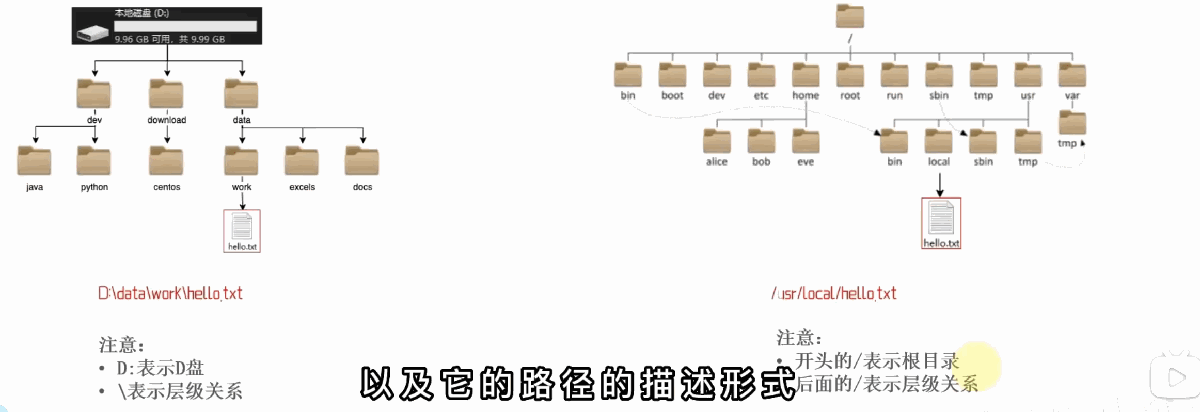 本地磁盘 (D:)
9.96 GB 可用，共 9.99 GB
dev download data
java python centos work excels docs
hello.txt
D:\data\work\hello.txt
注意：
• D:表示D盘
• \表示层级关系
/
bin boot dev etc home root run sbin tmp usr var
alice bob eve bin local sbin tmp tmp
hello.txt
/usr/local/hello.txt
注意：
• 开头的/表示根目录
后面的/表示层级关系
以及它的路径的描述形式